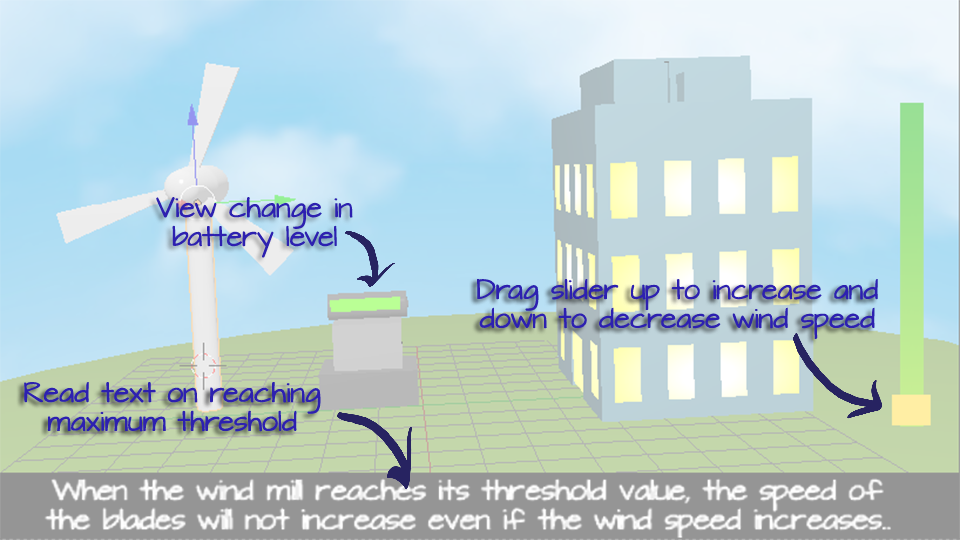 View change in
battery level
Drag slider up to increase and
down to decrease wind speed
Read text on reaching
maximum threshold
When the wind mill reaches its threshold value, the speed of
the blades will not increase even if the wind speed increases..